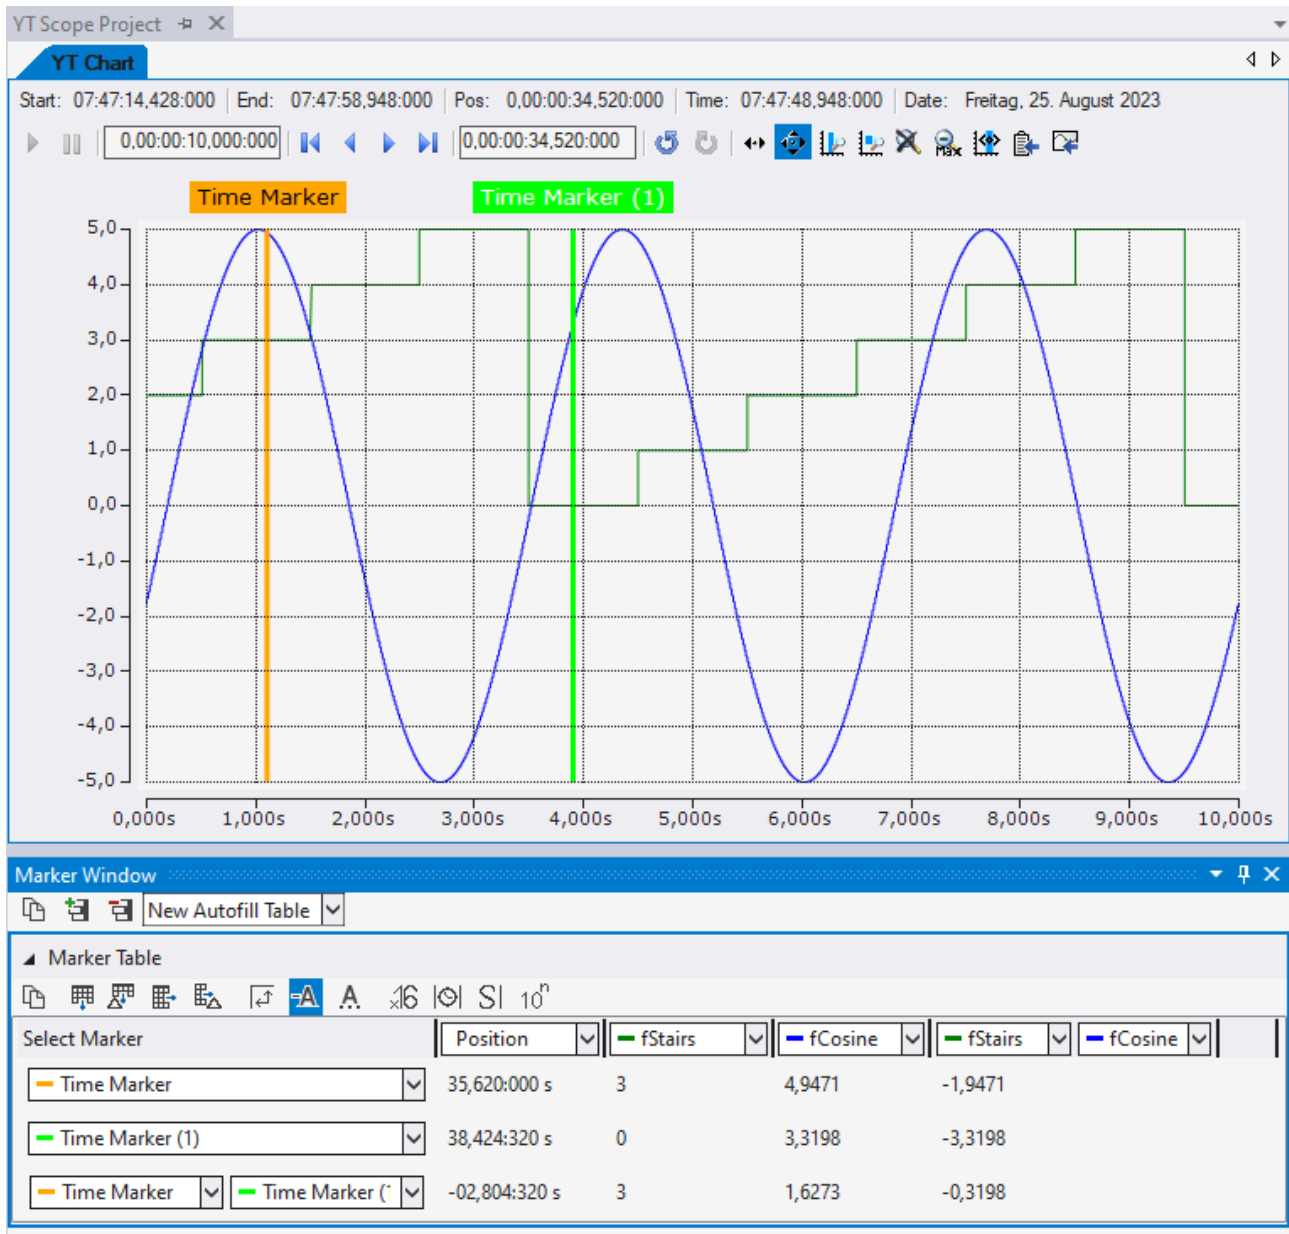 YT Scope Project
YT Chart
Start: 07:47:14,428:000 End: 07:47:58,948:000 Pos: 0,00:00:34,520:000 Time: 07:47:48,948:000 Date: Freitag, 25. August 2023
0,00:00:10,000:000 0,00:00:34,520:000 Max
Time Marker Time Marker (1)
5,0
4,0
3,0
2,0
1,0
0,0
-1,0
-2,0
-3,0
-4,0
-5,0
0,000s 1,000s 2,000s 3,000s 4,000s 5,000s 6,000s 7,000s 8,000s 9,000s 10,000s
Marker Window
New Autofill Table
Marker Table
A A x16 S 10^n
Select Marker Position fStairs fCosine fStairs fCosine
Time Marker 35,620:000 s 3 4,9471 -1,9471
Time Marker (1) 38,424:320 s 0 3,3198 -3,3198
Time Marker Time Marker (1 -02,804:320 s 3 1,6273 -0,3198